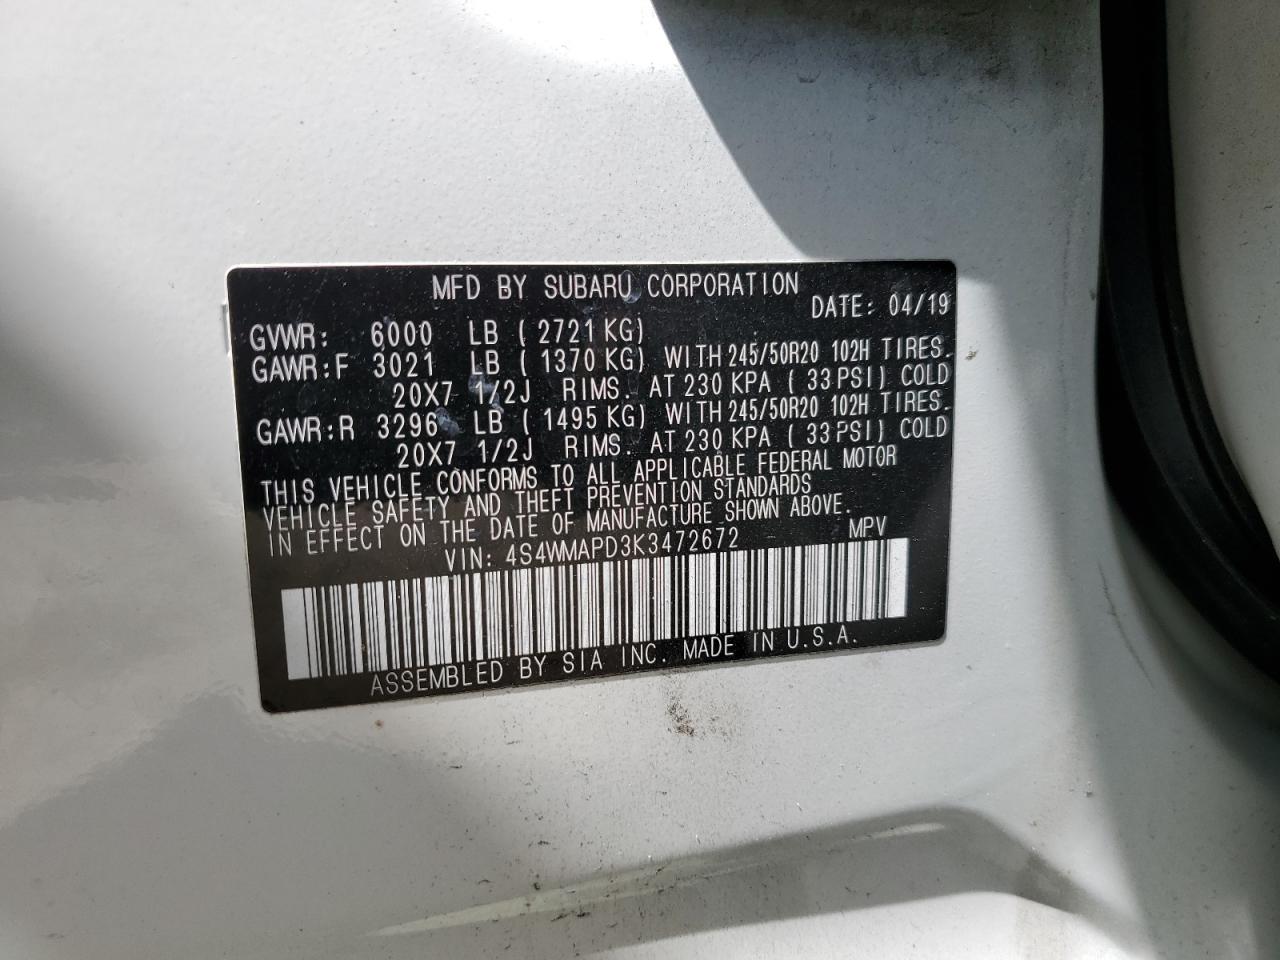 MFD BY SUBARU CORPORATION
DATE: 04/19
GVWR: 6000 LB ( 2721 KG)
GAWR:F 3021 LB ( 1370 KG) WITH 245/50R20 102H TIRES.
20X7 1/2J RIMS. AT 230 KPA ( 33 PSI) COLD
GAWR:R 3296 LB ( 1495 KG) WITH 245/50R20 102H TIRES.
20X7 1/2J RIMS. AT 230 KPA ( 33 PSI) COLD
THIS VEHICLE CONFORMS TO ALL APPLICABLE FEDERAL MOTOR
VEHICLE SAFETY AND THEFT PREVENTION STANDARDS
IN EFFECT ON THE DATE OF MANUFACTURE SHOWN ABOVE.
VIN: 4S4WMAPD3K3472672 MPV
ASSEMBLED BY SIA INC. MADE IN U.S.A.